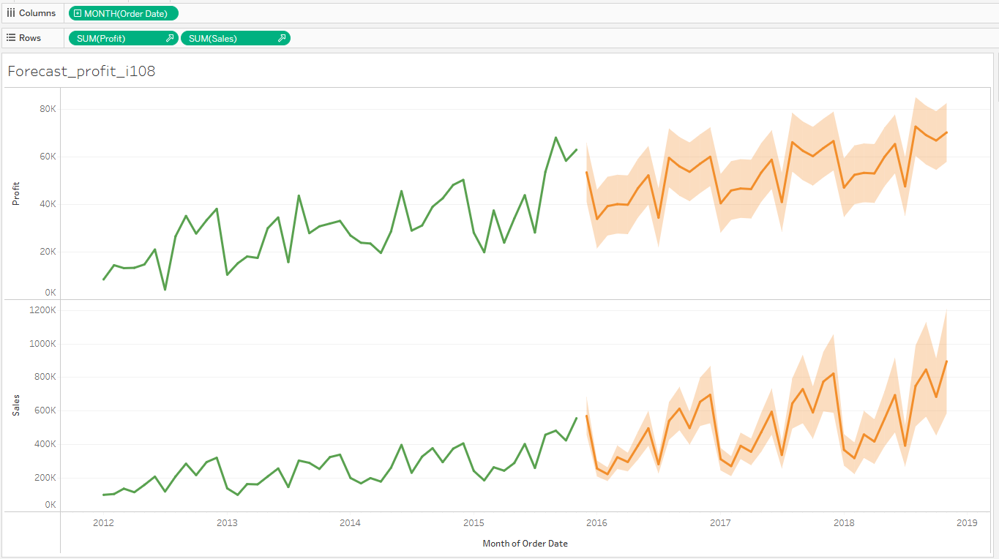 Columns MONTH(Order Date)
Rows SUM(Profit) SUM(Sales)
Forecast_profit_i108
80K
60K
Profit
40K
20K
0K
1200K
1000K
800K
Sales
600K
400K
200K
0K
2012 2013 2014 2015 2016 2017 2018 2019
Month of Order Date